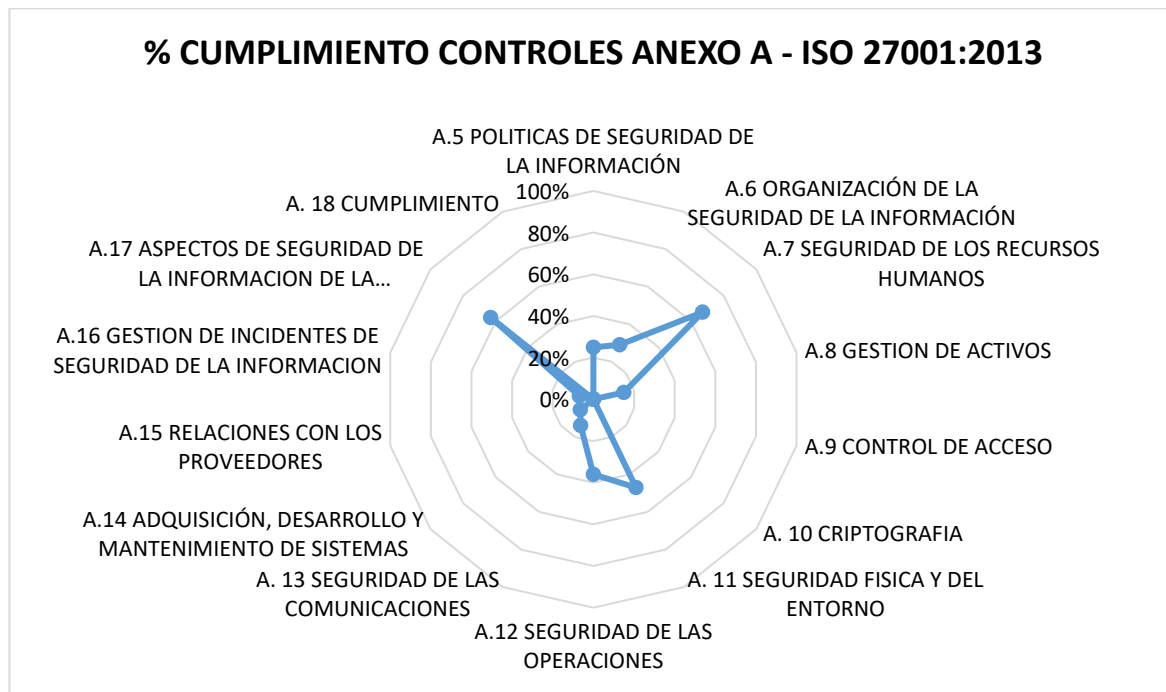 % CUMPLIMIENTO CONTROLES ANEXO A - ISO 27001:2013
A.5 POLITICAS DE SEGURIDAD DE
LA INFORMACIÓN
A.6 ORGANIZACIÓN DE LA
SEGURIDAD DE LA INFORMACIÓN
A.7 SEGURIDAD DE LOS RECURSOS
HUMANOS
A.8 GESTION DE ACTIVOS
A.9 CONTROL DE ACCESO
A. 10 CRIPTOGRAFIA
A. 11 SEGURIDAD FISICA Y DEL
ENTORNO
A.12 SEGURIDAD DE LAS
OPERACIONES
A. 13 SEGURIDAD DE LAS
COMUNICACIONES
A.14 ADQUISICIÓN, DESARROLLO Y
MANTENIMIENTO DE SISTEMAS
A.15 RELACIONES CON LOS
PROVEEDORES
A.16 GESTION DE INCIDENTES DE
SEGURIDAD DE LA INFORMACION
A.17 ASPECTOS DE SEGURIDAD DE
LA INFORMACION DE LA…
A. 18 CUMPLIMIENTO
100%
80%
60%
40%
20%
0%